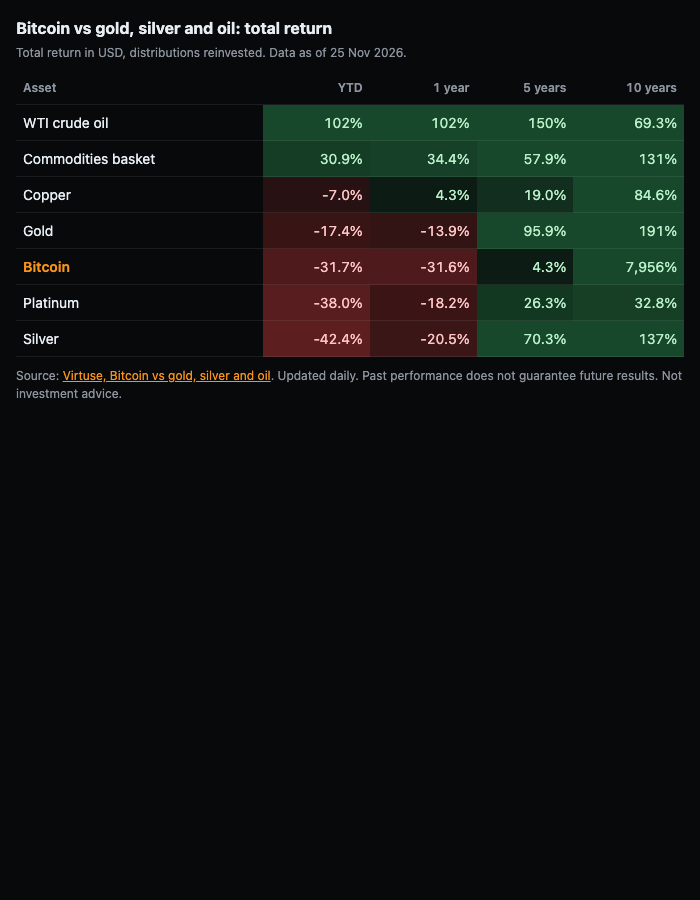 Bitcoin vs gold, silver and oil: total return
Total return in USD, distributions reinvested. Data as of 25 Nov 2026.
Asset YTD 1 year 5 years 10 years
WTI crude oil 102% 102% 150% 69.3%
Commodities basket 30.9% 34.4% 57.9% 131%
Copper -7.0% 4.3% 19.0% 84.6%
Gold -17.4% -13.9% 95.9% 191%
Bitcoin -31.7% -31.6% 4.3% 7,956%
Platinum -38.0% -18.2% 26.3% 32.8%
Silver -42.4% -20.5% 70.3% 137%
Source: Virtuse, Bitcoin vs gold, silver and oil. Updated daily. Past performance does not guarantee future results. Not
investment advice.